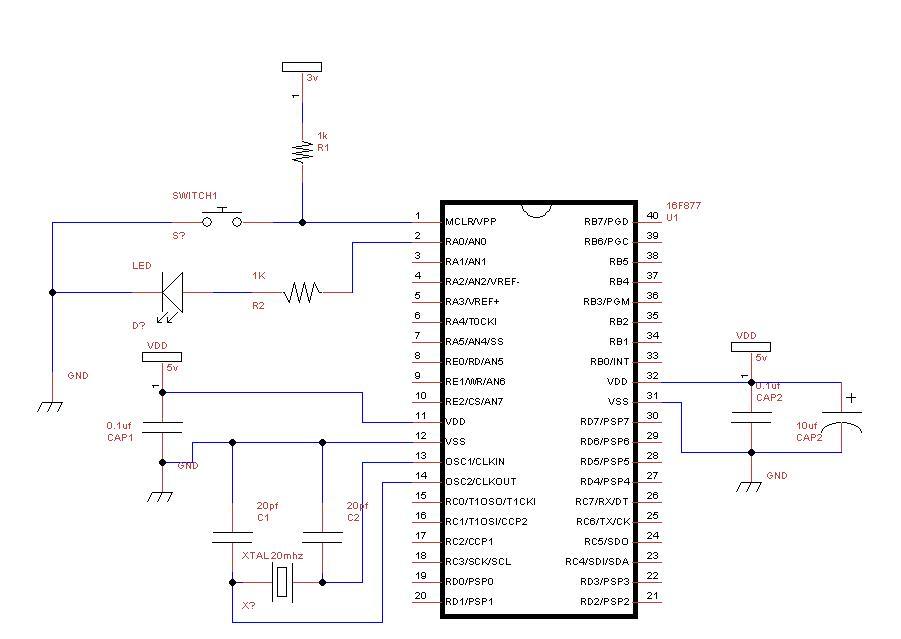 3v
1
1k
R1
SWITCH1
S?
LED
D?
1K
R2
GND
VDD
5v
1
0.1uf
CAP1
GND
20pf
C1
20pf
C2
XTAL20mhz
X?
16F877
U1
1 MCLR/VPP RB7/PGD 40
2 RA0/AN0 RB6/PGC 39
3 RA1/AN1 RB5 38
4 RA2/AN2/VREF- RB4 37
5 RA3/VREF+ RB3/PGM 36
6 RA4/TOCKI RB2 35
7 RA5/AN4/SS RB1 34
8 RE0/RD/AN5 RB0/INT 33
9 RE1/WR/AN6 VDD 32
10 RE2/CS/AN7 VSS 31
11 VDD RD7/PSP7 30
12 VSS RD6/PSP6 29
13 OSC1/CLKIN RD5/PSP5 28
14 OSC2/CLKOUT RD4/PSP4 27
15 RC0/T1OSO/T1CKI RC7/RX/DT 26
16 RC1/T1OSI/CCP2 RC6/TX/CK 25
17 RC2/CCP1 RC5/SDO 24
18 RC3/SCK/SCL RC4/SDI/SDA 23
19 RD0/PSP0 RD3/PSP3 22
20 RD1/PSP1 RD2/PSP2 21
VDD
5v
1
0.1uf
CAP2
+
10uf
CAP2
GND